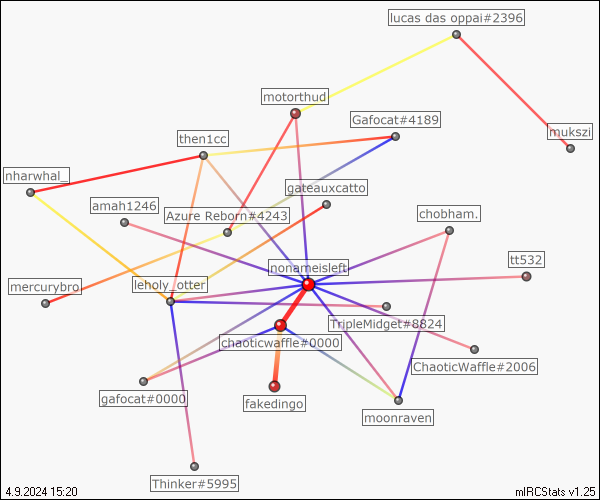 lucas das oppai#2396
motorthud
Gafocat#4189
mukszi
then1cc
nharwhal_
gateauxcatto
amah1246
Azure Reborn#4243
chobham.
nonameisleft
tt532
mercurybro
leholy_otter
TripleMidget#8824
chaoticwaffle#0000
ChaoticWaffle#2006
gafocat#0000
fakedingo
moonraven
Thinker#5995
4.9.2024 15:20
mIRCStats v1.25